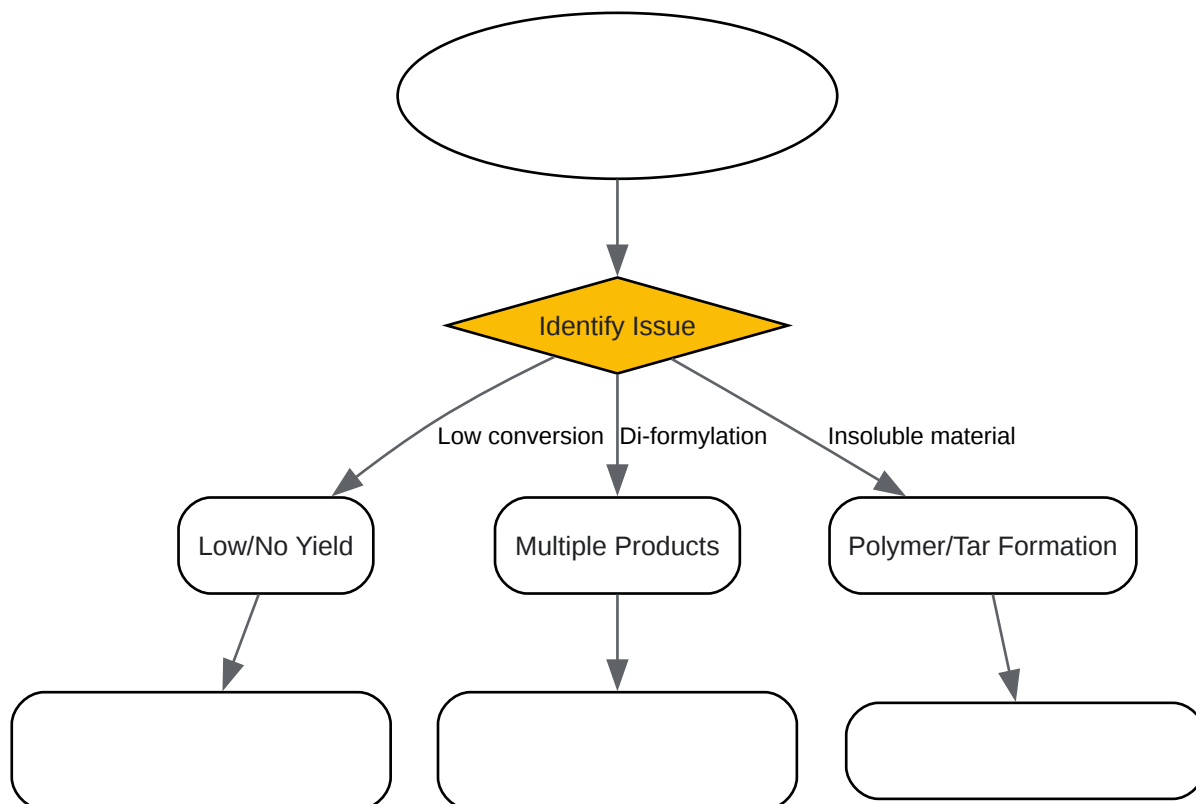 Identify Issue
Low conversion
Di-formylation
Insoluble material
Low/No Yield
Multiple Products
Polymer/Tar Formation